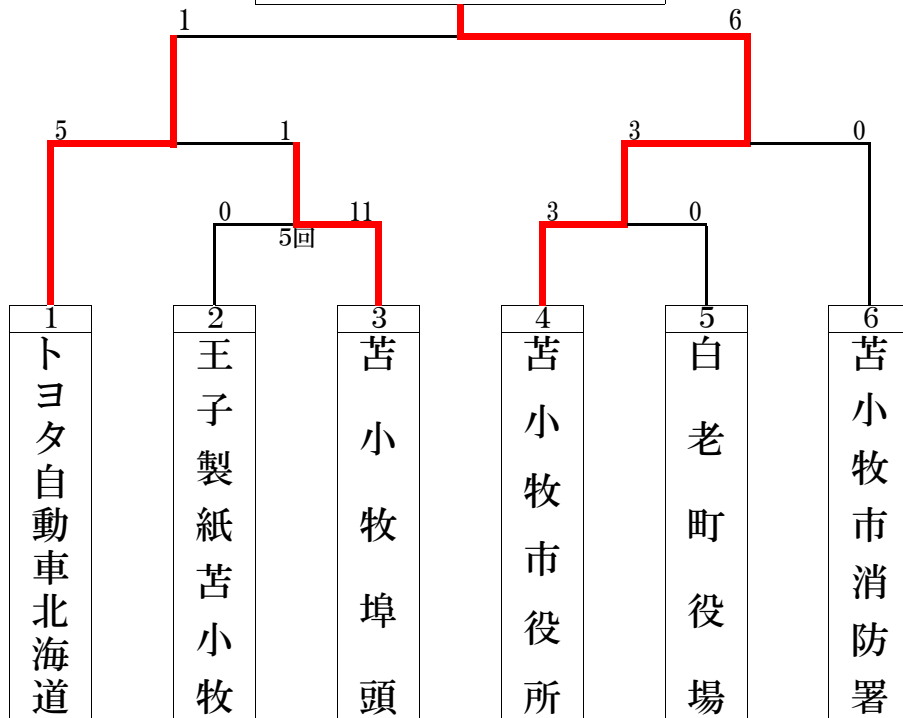 1 6
5 1 3 0
0 11 3 0
5回
1 2 3 4 5 6
トヨタ自動車北海道
王子製紙苫小牧
苫小牧埠頭
苫小牧市役所
白老町役場
苫小牧市消防署